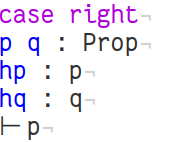 case right¬
p q : Prop¬
hp : p¬
hq : q¬
⊢ p¬